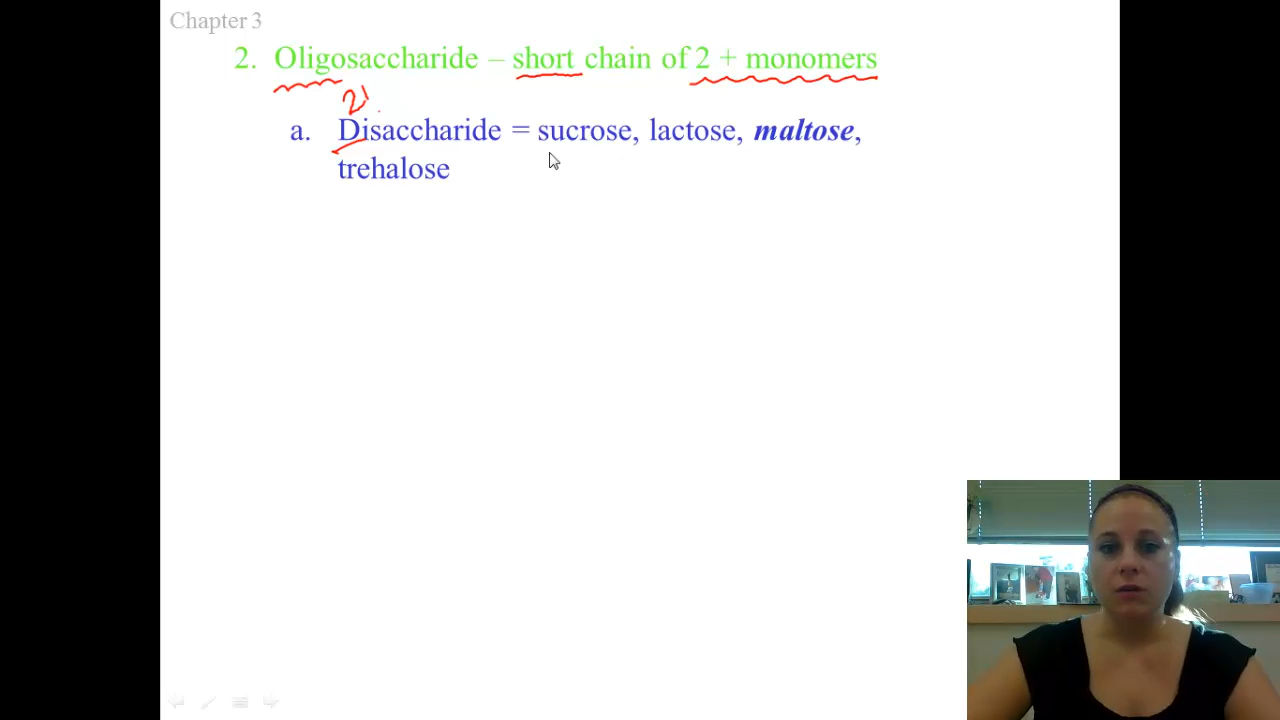 Chapter 3
2. Oligosaccharide – short chain of 2 + monomers
2
a. Disaccharide = sucrose, lactose, maltose,
trehalose